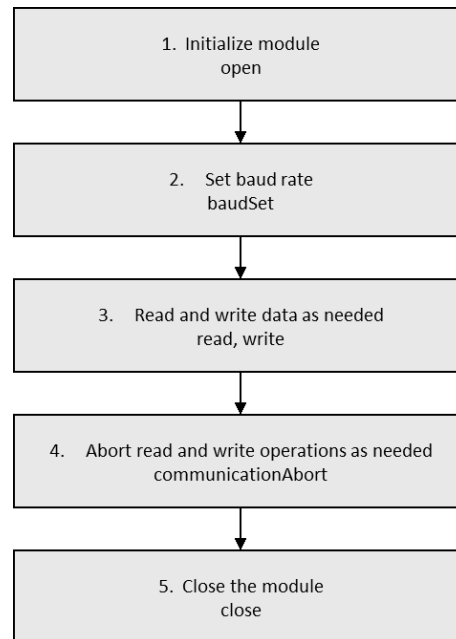 1. Initialize module
open
2. Set baud rate
baudSet
3. Read and write data as needed
read, write
4. Abort read and write operations as needed
communicationAbort
5. Close the module
close